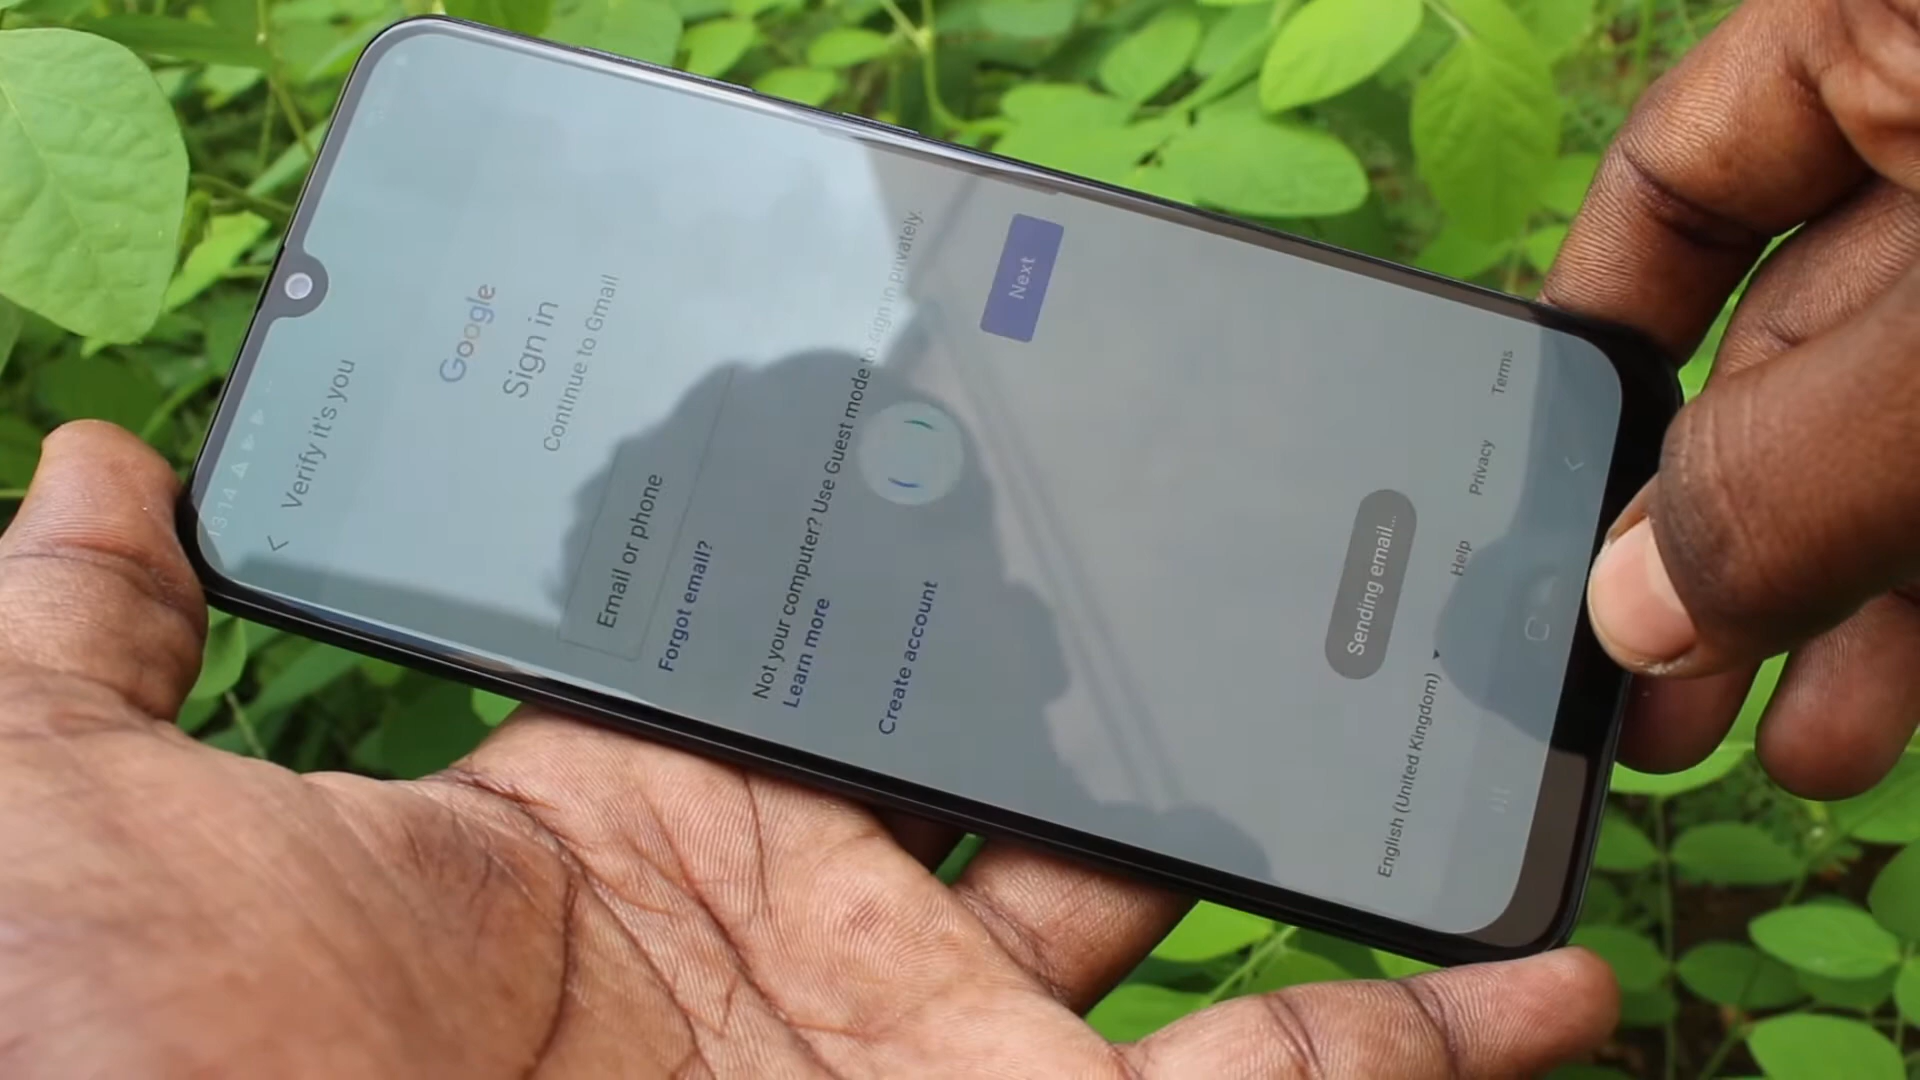 13 14
Verify it's you
Google
Sign in
Continue to Gmail
Email or phone
Forgot email?
Not your computer? Use Guest mode to sign in privately.
Learn more
Next
Create account
Sending email...
English (United Kingdom)
Help
Privacy
Terms